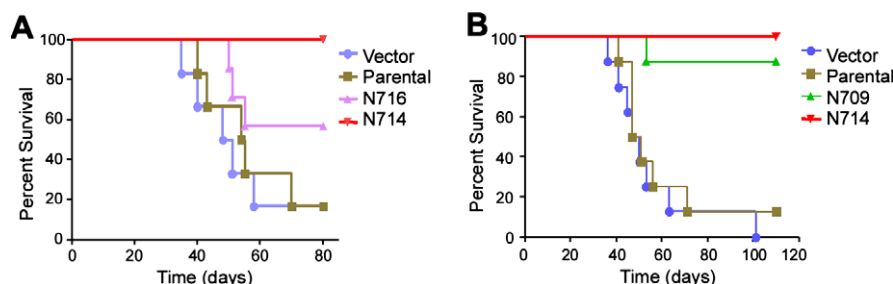 A
Percent Survival
100
80
60
40
20
0
0 20 40 60 80
Time (days)
Vector
Parental
N716
N714
B
Percent Survival
100
80
60
40
20
0
0 20 40 60 80 100 120
Time (days)
Vector
Parental
N709
N714